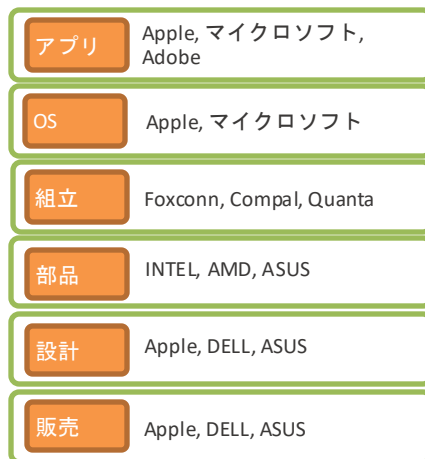 アプリ
Apple, マイクロソフト,
Adobe
OS
Apple, マイクロソフト
組立
Foxconn, Compal, Quanta
部品
INTEL, AMD, ASUS
設計
Apple, DELL, ASUS
販売
Apple, DELL, ASUS